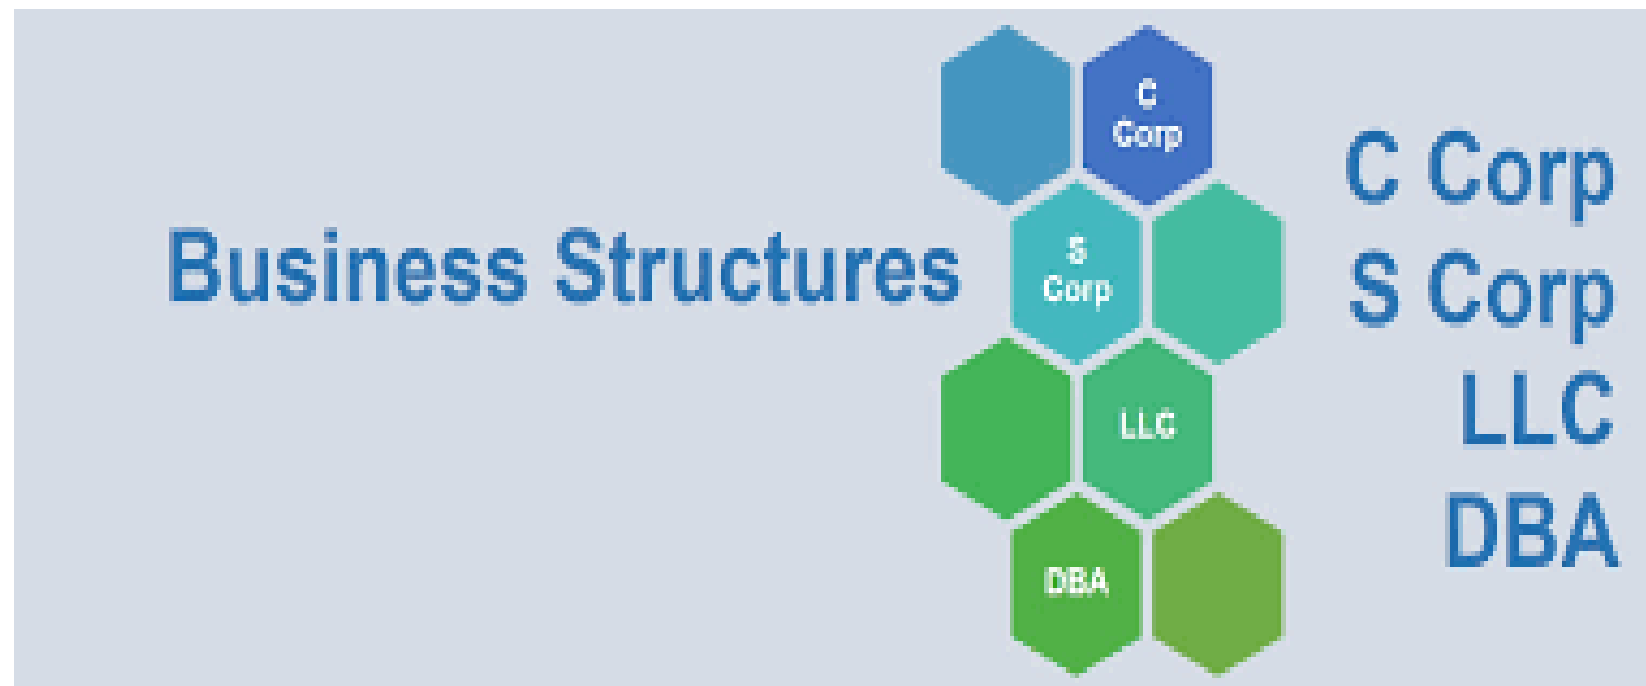 Business Structures
C
Corp
S
Corp
LLC
DBA
C Corp
S Corp
LLC
DBA